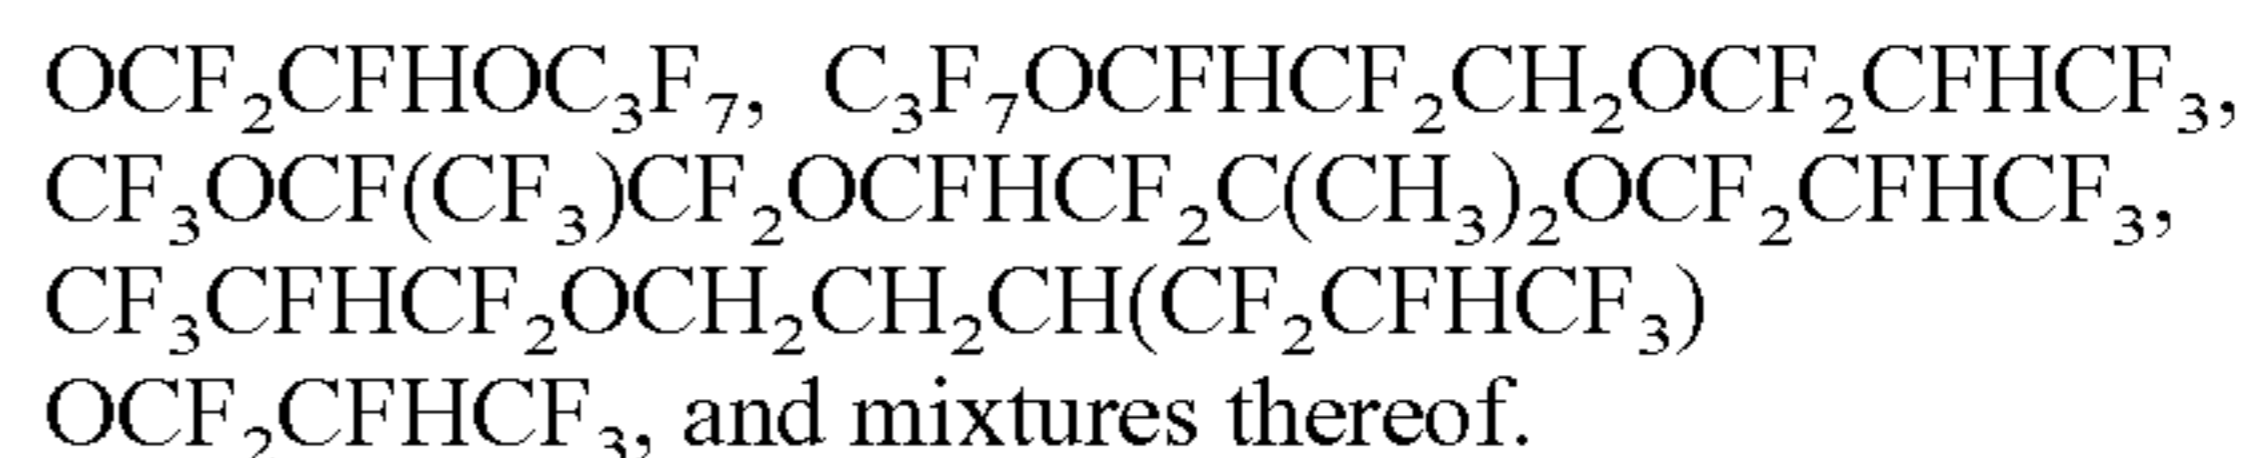 OCF₂CFHOC₃F₇, C₃F₇OCFHCF₂CH₂OCF₂CFHCF₃,
CF₃OCF(CF₃)CF₂OCFHCF₂C(CH₃)₂OCF₂CFHCF₃,
CF₃CFHCF₂OCH₂CH₂CH(CF₂CFHCF₃)
OCF₂CFHCF₃, and mixtures thereof.